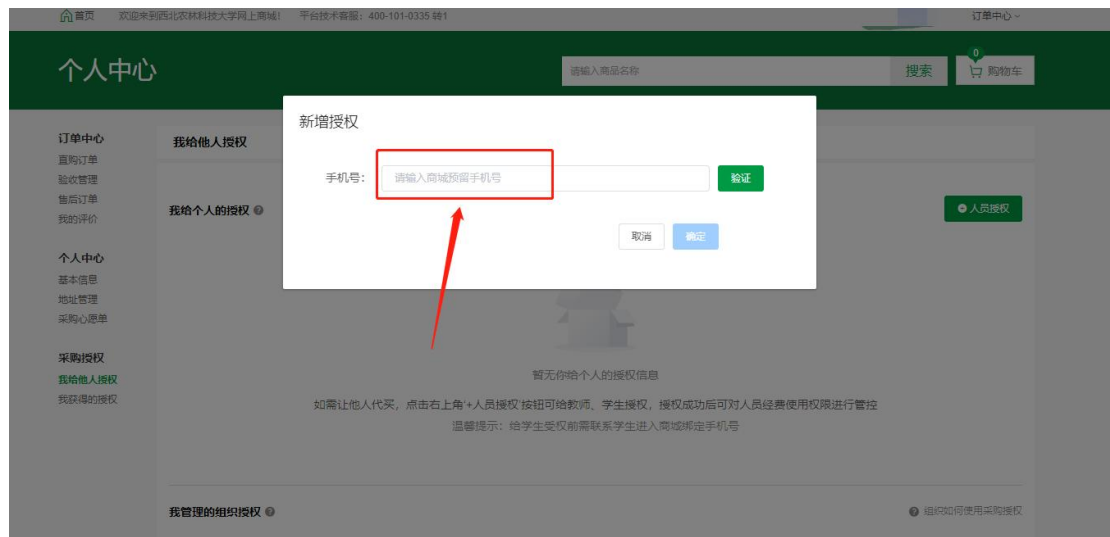 首页 欢迎来到西北农林科技大学网上商城! 平台技术客服：400-101-0335 转1 订单中心
个人中心 请输入商品名称 搜索 0 购物车
新增授权
手机号： 请输入商城预留手机号 验证
取消 确定
订单中心
直购订单
验收管理
售后订单
我的评价
个人中心
基本信息
地址管理
采购心愿单
采购授权
我给他人授权
我获得的授权
我给他人授权
我给个人的授权 人员授权
暂无你给个人的授权信息
如需让他人代买，点击右上角'+人员授权'按钮可给教师、学生授权，授权成功后可对人员经费使用权限进行管控
温馨提示：给学生受权前需联系学生进入商城绑定手机号
我管理的组织授权 组织如何使用采购授权